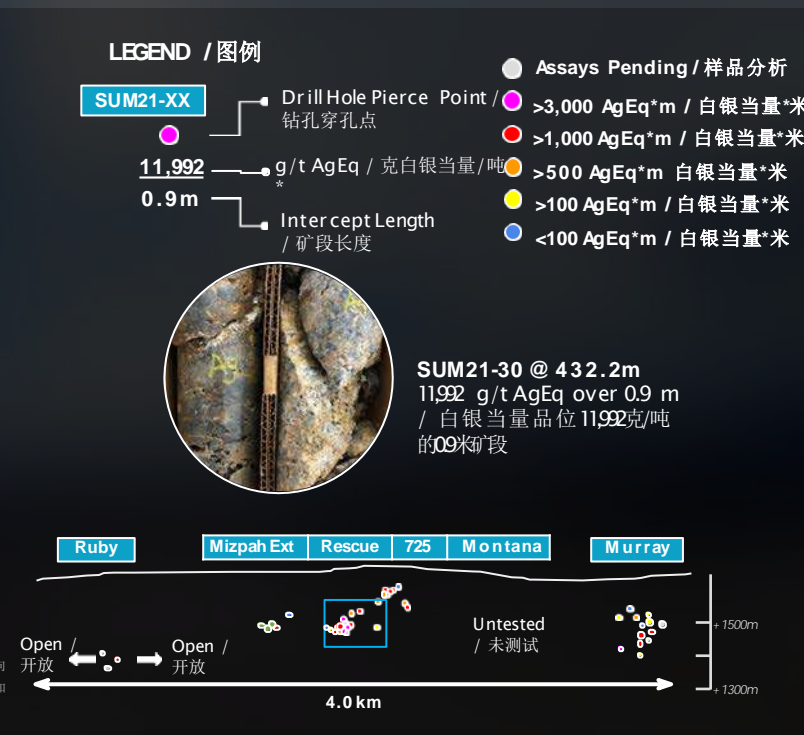 LEGEND / 图例
SUM21-XX
Drill Hole Pierce Point /
钻孔穿孔点
11,992
g/t AgEq / 克白银当量/吨
*
0.9m
Intercept Length
/ 矿段长度
Assays Pending / 样品分析
>3,000 AgEq*m / 白银当量*米
>1,000 AgEq*m / 白银当量*米
>500 AgEq*m 白银当量*米
>100 AgEq*m / 白银当量*米
<100 AgEq*m / 白银当量*米
Ag
SUM21-30 @ 432.2m
11,992 g/t AgEq over 0.9 m
/ 白银当量品位11,992克/吨
的0.9米矿段
Ruby
Mizpah Ext
Rescue
725
Montana
Murray
Untested
/ 未测试
Open /
开放
Open /
开放
+1500m
+1300m
4.0 km